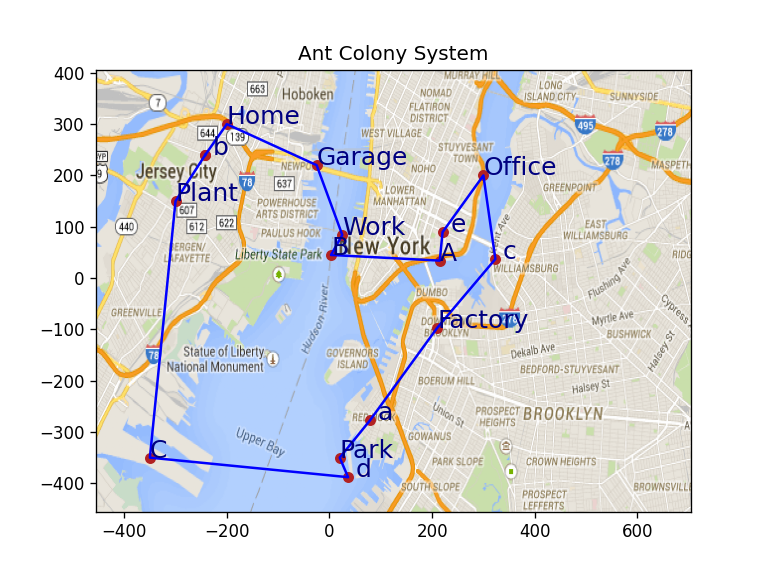 Ant Colony System
400
300
200
100
0
−100
−200
−300
−400
−400
−200
0
200
400
600
Home
b
Plant
Garage
Work
B
A
e
Office
c
Factory
a
Park
d
C
663
Hoboken
7
644
139
Jersey City
NEWPO
637
78
607
612
622
440
POWERHOUSE
ARTS DISTRICT
PAULUS HOOK
BERGEN/
LAFAYETTE
Liberty State Park
GREENVILLE
78
Statue of Liberty
National Monument
Hudson River
Upper Bay
GOVERNORS
ISLAND
MURRAY HILL
NOMAD
FLATIRON
DISTRICT
WEST VILLAGE
STUYVESANT
TOWN
NOHO
LOWER
MANHATTAN
New York
LONG
ISLAND CITY
SUNNYSIDE
495
278
278
MASPETH
GREENPOINT
EAST
WILLIAMSBURG
WILLIAMSBURG
RIDG
Flushing Ave
Cypress
DUMBO
BROOKLYN
Myrtle Ave
BUSHWICK
Dekalb Ave
Halsey St
BEDFORD-STUYVESANT
Halsey St
BOERUM HILL
Union St
PROSPECT
HEIGHTS
BROOKLYN
GOWANUS
PARK SLOPE
CROWN HEIGHTS
SOUTH SLOPE
PROSPECT
LEFFERTS
BROWNSVILL